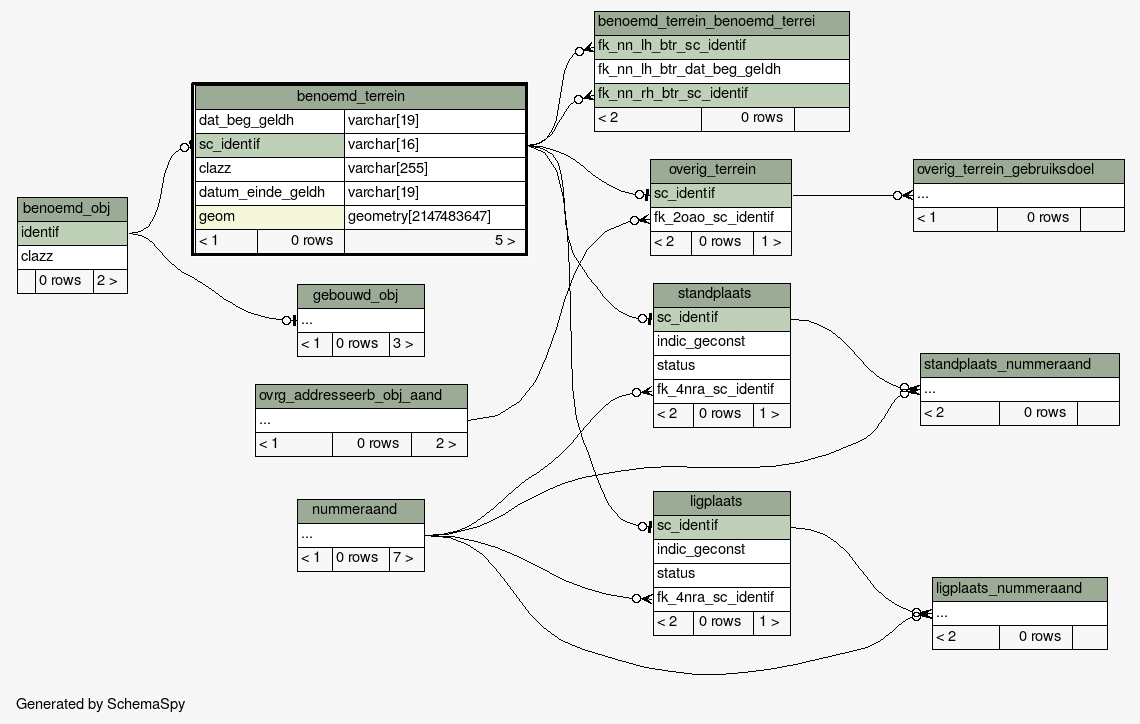 benoemd_terrein_benoemd_terrei
fk_nn_lh_btr_sc_identif
fk_nn_lh_btr_dat_beg_geldh
fk_nn_rh_btr_sc_identif
< 2 0 rows
benoemd_terrein
dat_beg_geldh varchar[19]
sc_identif varchar[16]
clazz varchar[255]
datum_einde_geldh varchar[19]
geom geometry[2147483647]
< 1 0 rows 5 >
overig_terrein
sc_identif
fk_2oao_sc_identif
< 2 0 rows 1 >
overig_terrein_gebruiksdoel
...
< 1 0 rows
benoemd_obj
identif
clazz
0 rows 2 >
gebouwd_obj
...
< 1 0 rows 3 >
standplaats
sc_identif
indic_geconst
status
fk_4nra_sc_identif
< 2 0 rows 1 >
standplaats_nummeraand
...
< 2 0 rows
ovrg_addresseerb_obj_aand
...
< 1 0 rows 2 >
nummeraand
...
< 1 0 rows 7 >
ligplaats
sc_identif
indic_geconst
status
fk_4nra_sc_identif
< 2 0 rows 1 >
ligplaats_nummeraand
...
< 2 0 rows
Generated by SchemaSpy